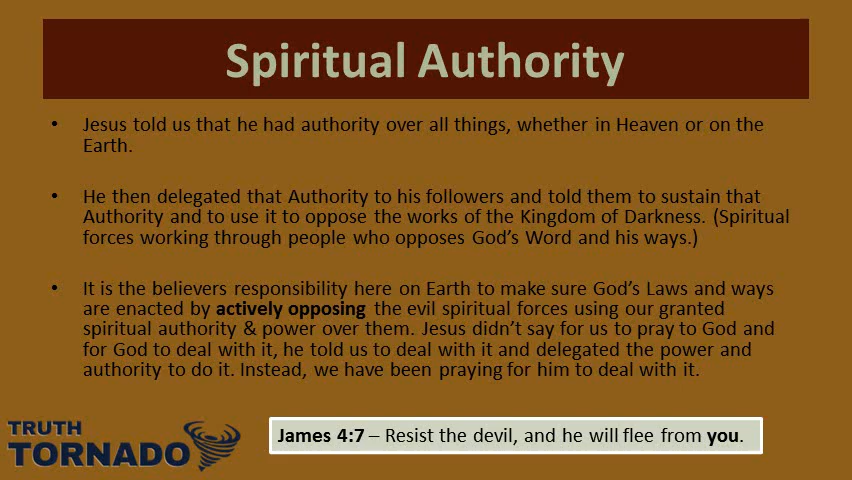 Spiritual Authority
• Jesus told us that he had authority over all things, whether in Heaven or on the
Earth.
• He then delegated that Authority to his followers and told them to sustain that
Authority and to use it to oppose the works of the Kingdom of Darkness. (Spiritual
forces working through people who opposes God’s Word and his ways.)
• It is the believers responsibility here on Earth to make sure God’s Laws and ways
are enacted by actively opposing the evil spiritual forces using our granted
spiritual authority & power over them. Jesus didn’t say for us to pray to God and
for God to deal with it, he told us to deal with it and delegated the power and
authority to do it. Instead, we have been praying for him to deal with it.
TRUTH
TORNADO
James 4:7 – Resist the devil, and he will flee from you.